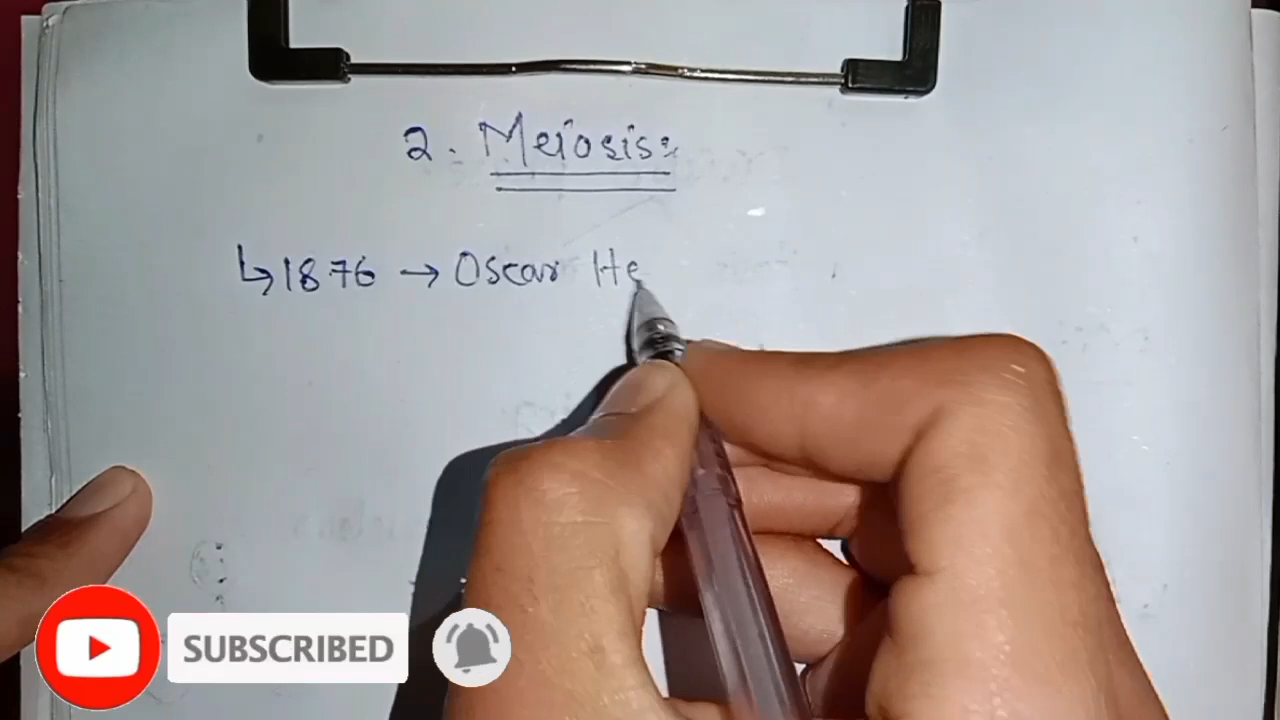 2. Meiosis:
↳ 1876 → Oscar He
SUBSCRIBED